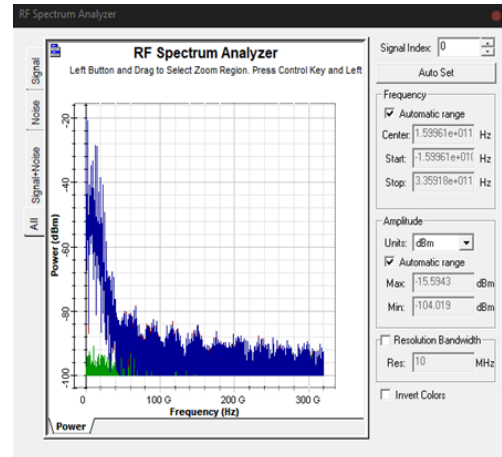 RF Spectrum Analyzer
RF Spectrum Analyzer
Left Button and Drag to Select Zoom Region. Press Control Key and Left
Signal
Noise
Signal+Noise
All
Power (dBm)
-20
-40
-60
-80
-100
0
100 G
200 G
300 G
Frequency (Hz)
Power
Signal Index: 0
Auto Set
Frequency
Automatic range
Center: 1.59961e+011 Hz
Start: -1.59961e+01( Hz
Stop: 3.35918e+011 Hz
Amplitude
Units: dBm
Automatic range
Max: -15.5943 dBm
Min: -104.019 dBm
Resolution Bandwidth
Res: 10 MHz
Invert Colors